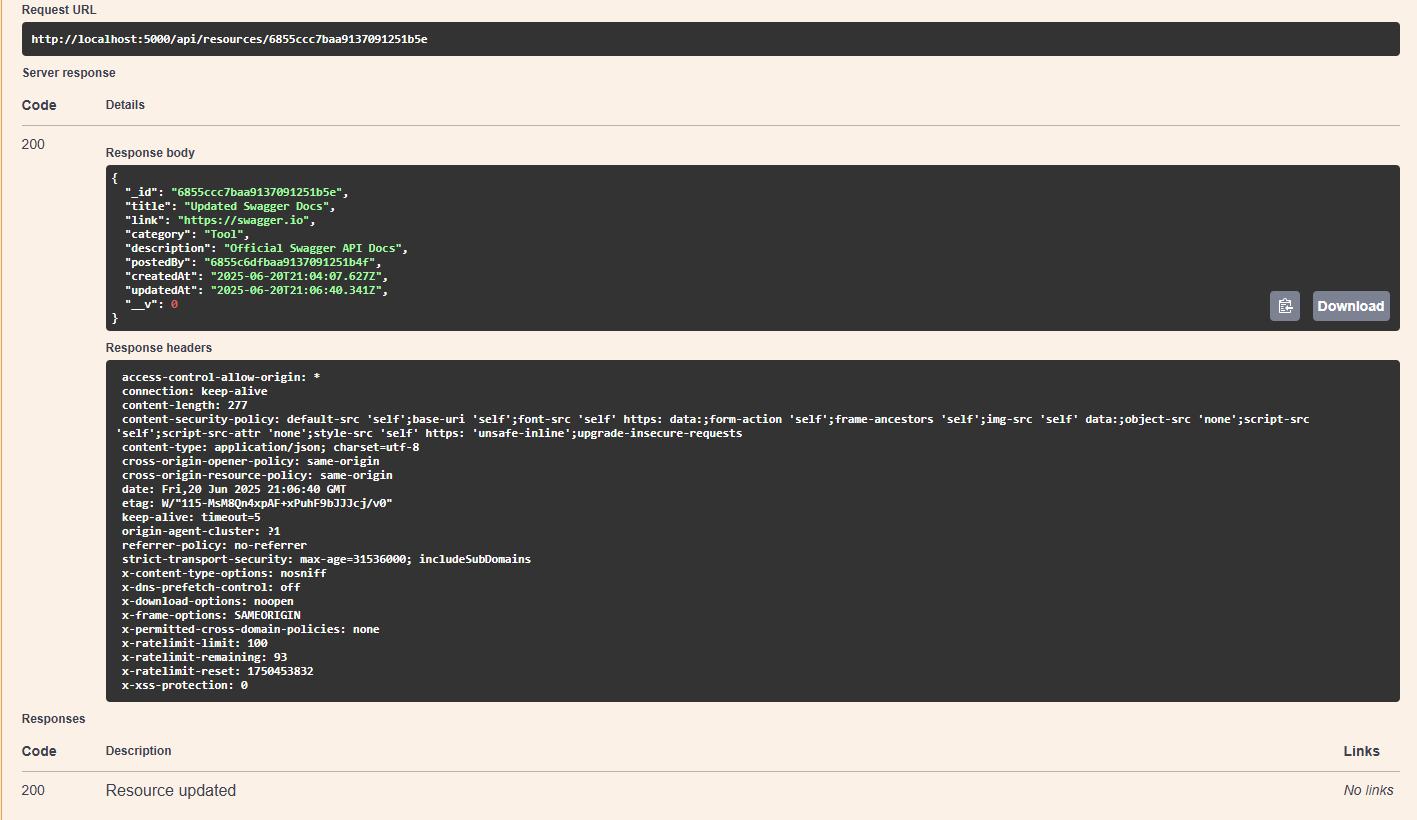 Request URL
http://localhost:5000/api/resources/6855ccc7baa9137091251b5e
Server response
Code Details
200
Response body
{
  "_id": "6855ccc7baa9137091251b5e",
  "title": "Updated Swagger Docs",
  "link": "https://swagger.io",
  "category": "Tool",
  "description": "Official Swagger API Docs",
  "postedBy": "6855c6dfbaa9137091251b4f",
  "createdAt": "2025-06-20T21:04:07.627Z",
  "updatedAt": "2025-06-20T21:06:40.341Z",
  "__v": 0
}
Download
Response headers
access-control-allow-origin: *
connection: keep-alive
content-length: 277
content-security-policy: default-src 'self';base-uri 'self';font-src 'self' https: data:;form-action 'self';frame-ancestors 'self';img-src 'self' data:;object-src 'none';script-src
'self';script-src-attr 'none';style-src 'self' https: 'unsafe-inline';upgrade-insecure-requests
content-type: application/json; charset=utf-8
cross-origin-opener-policy: same-origin
cross-origin-resource-policy: same-origin
date: Fri,20 Jun 2025 21:06:40 GMT
etag: W/"115-MsM8Qn4xpAF+xPuhF9bJJJcj/v0"
keep-alive: timeout=5
origin-agent-cluster: ?1
referrer-policy: no-referrer
strict-transport-security: max-age=31536000; includeSubDomains
x-content-type-options: nosniff
x-dns-prefetch-control: off
x-download-options: noopen
x-frame-options: SAMEORIGIN
x-permitted-cross-domain-policies: none
x-ratelimit-limit: 100
x-ratelimit-remaining: 93
x-ratelimit-reset: 1750453832
x-xss-protection: 0
Responses
Code Description Links
200 Resource updated No links